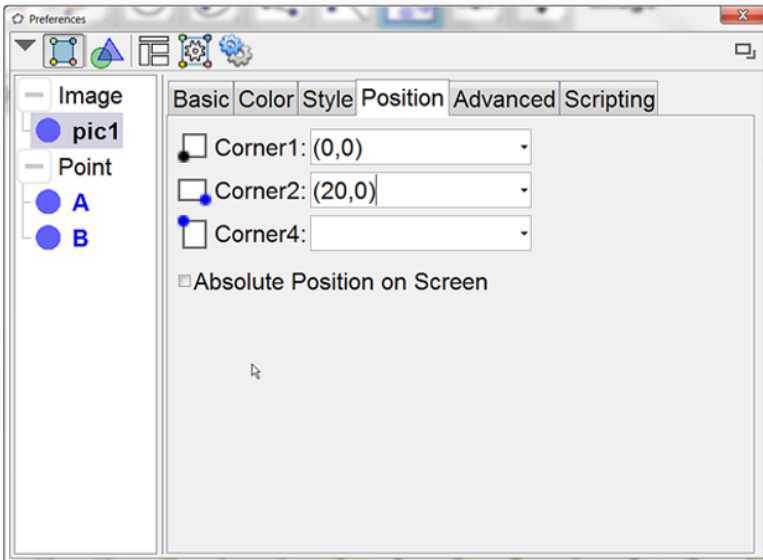 Preferences
Image
pic1
Point
A
B
Basic Color Style Position Advanced Scripting
Corner1: (0,0)
Corner2: (20,0)
Corner4:
Absolute Position on Screen